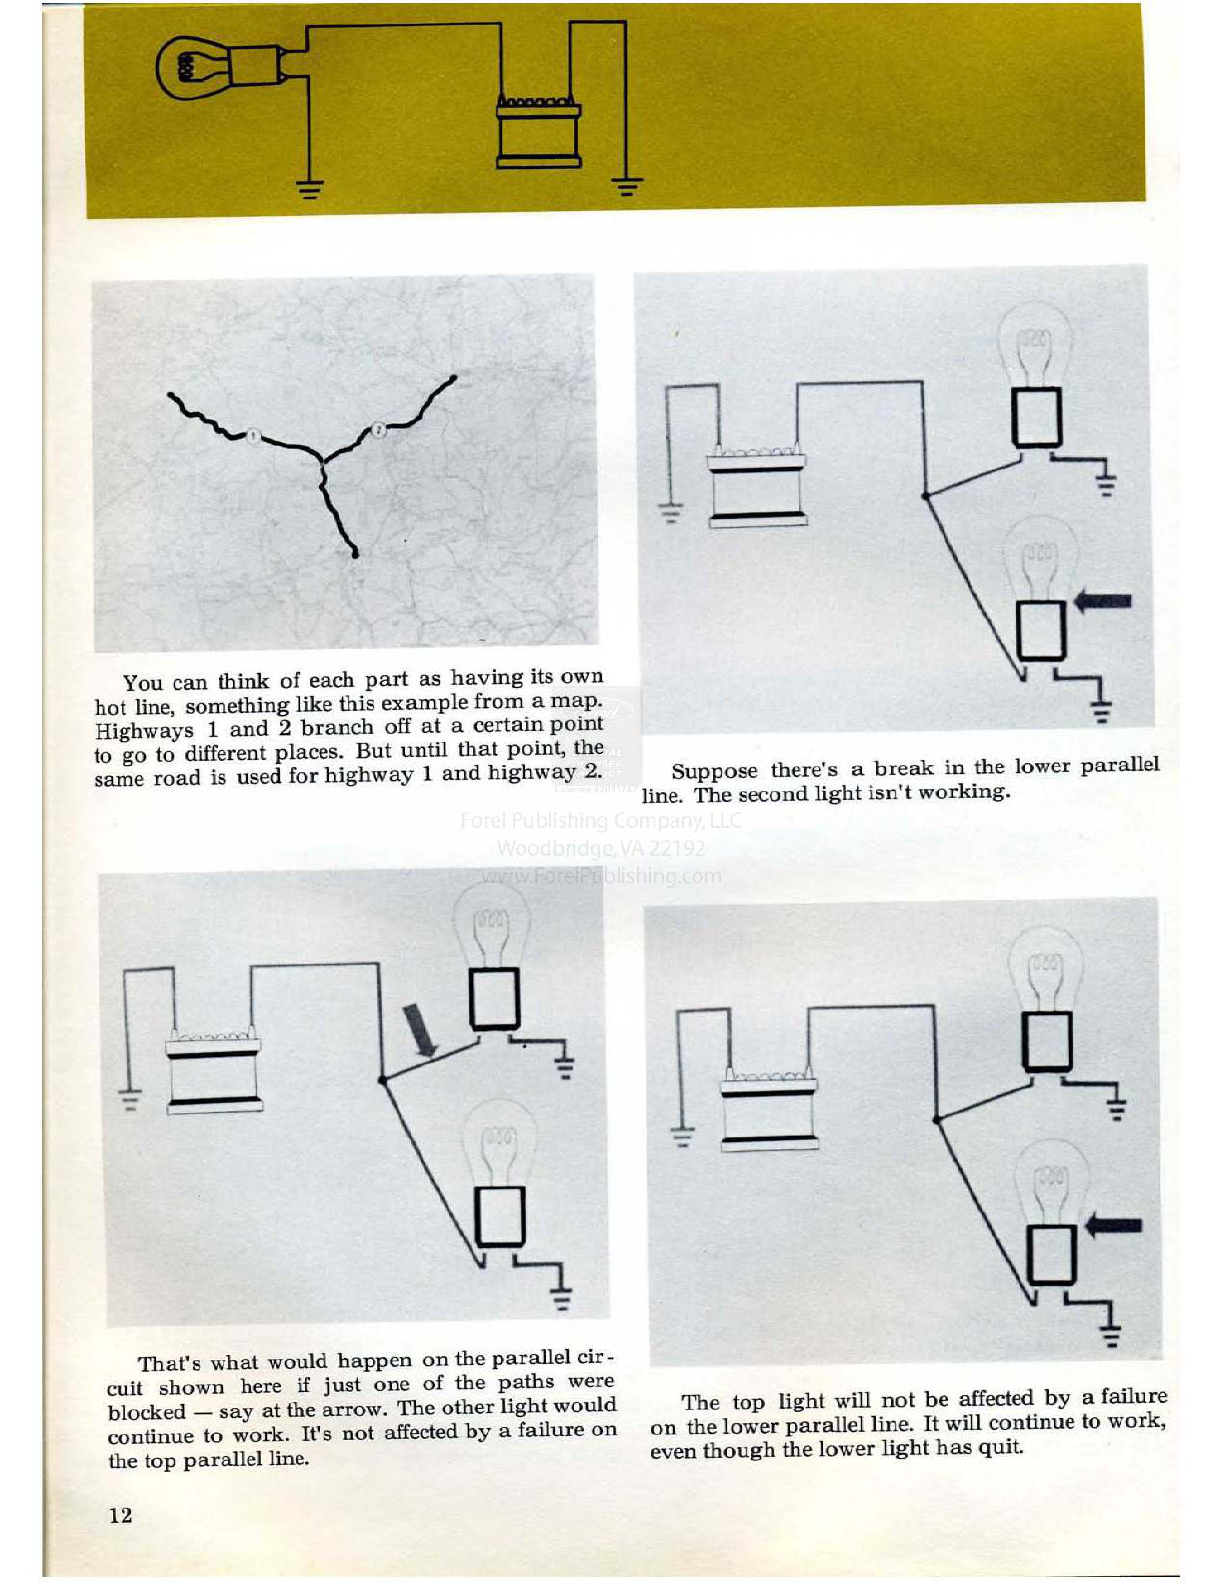 1
2
You can think of each part as having its own
hot line, something like this example from a map.
Highways 1 and 2 branch off at a certain point
to go to different places. But until that point, the
same road is used for highway 1 and highway 2.
Suppose there's a break in the lower parallel
line. The second light isn't working.
Forel Publishing Company, LLC
Woodbridge, VA 22192
www.ForelPublishing.com
That's what would happen on the parallel cir-
cuit shown here if just one of the paths were
blocked — say at the arrow. The other light would
continue to work. It's not affected by a failure on
the top parallel line.
The top light will not be affected by a failure
on the lower parallel line. It will continue to work,
even though the lower light has quit.
12